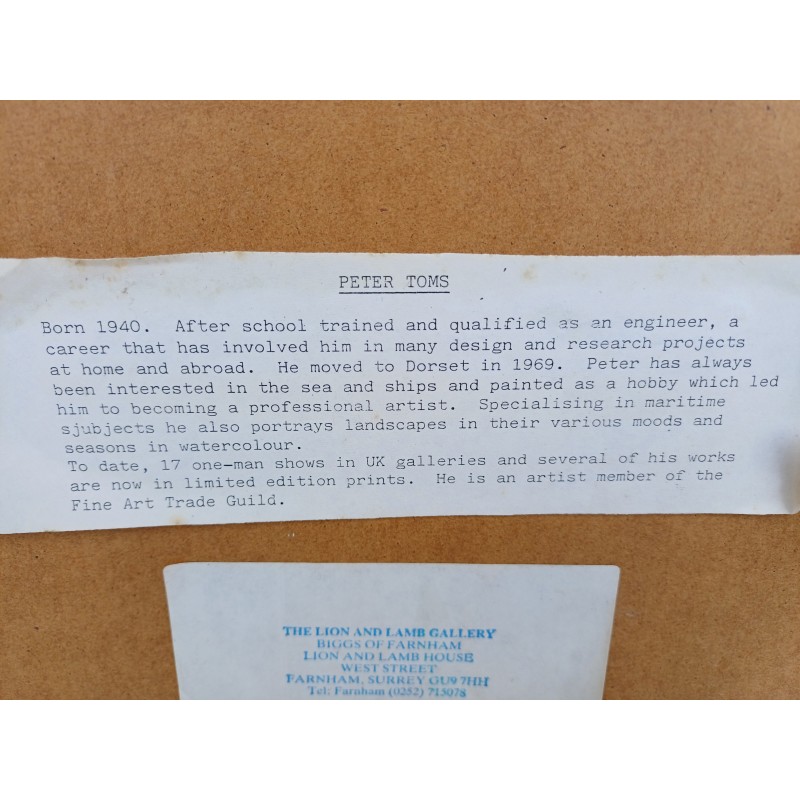 PETER TOMS
Born 1940. After school trained and qualified as an engineer, a
career that has involved him in many design and research projects
at home and abroad. He moved to Dorset in 1969. Peter has always
been interested in the sea and ships and painted as a hobby which led
him to becoming a professional artist. Specialising in maritime
sjubjects he also portrays landscapes in their various moods and
seasons in watercolour.
To date, 17 one-man shows in UK galleries and several of his works
are now in limited edition prints. He is an artist member of the
Fine Art Trade Guild.
THE LION AND LAMB GALLERY
BIGGS OF FARNHAM
LION AND LAMB HOUSE
WEST STREET
FARNHAM, SURREY GU9 7HH
Tel: Farnham (0252) 715078